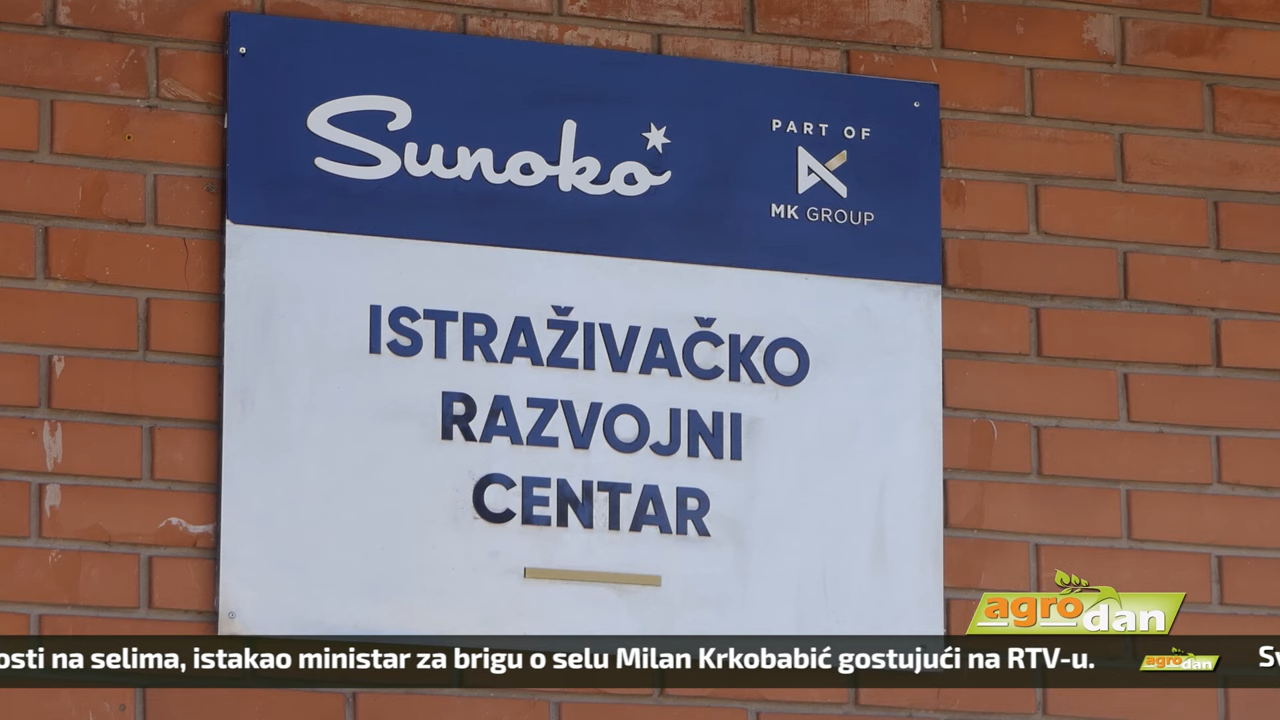 Sunoko
PART OF
MK GROUP
ISTRAŽIVAČKO
RAZVOJNI
CENTAR
agrodan
osti na selima, istakao ministar za brigu o selu Milan Krkobabić gostujući na RTV-u.
agrodan